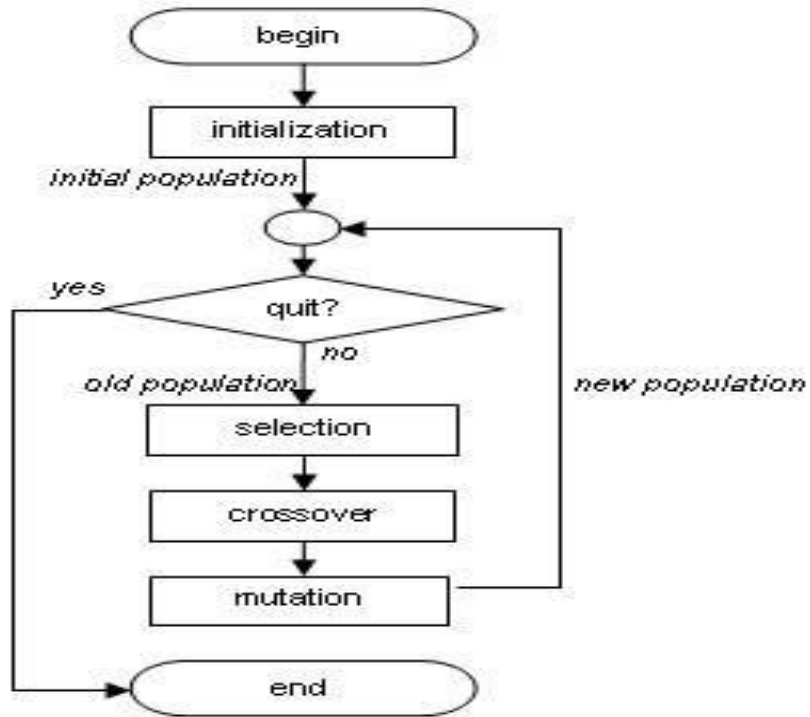 begin
initialization
initial population
yes
quit?
no
old population
new population
selection
crossover
mutation
end